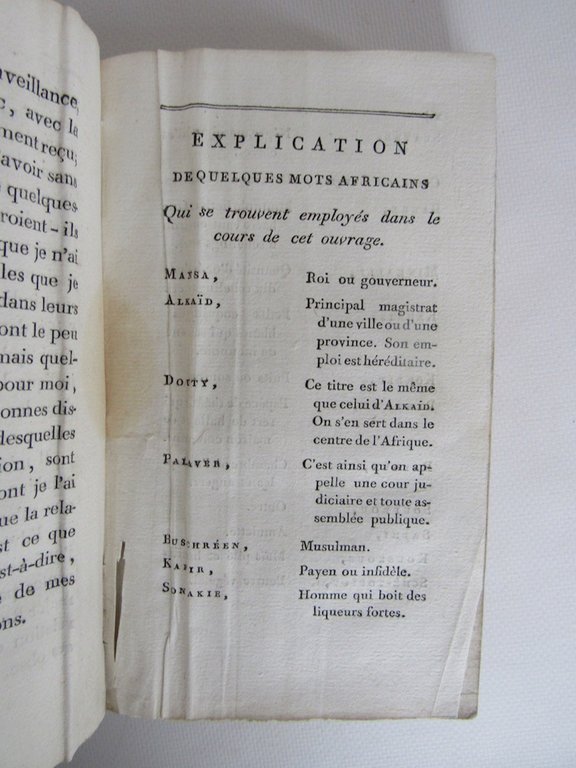 nveillance,
c, avec la
ment reçu;
avoir sans
quelques-
roient-ils
que je n'ai
les que je
dans leurs
ont le peu
mais quel-
pour moi,
onnes dis-
desquelles
ion, sont
ont je l'ai
ue la rela-
st ce que
st-à-dire,
de mes
ons.
EXPLICATION
DE QUELQUES MOTS AFRICAINS
Qui se trouvent employés dans le
cours de cet ouvrage.
MANSA, Roi ou gouverneur.
ALKAÏD, Principal magistrat
d'une ville ou d'une
province. Son em-
ploi est héréditaire.
DOUTY, Ce titre est le même
que celui d'ALKAÏD.
On s'en sert dans le
centre de l'Afrique.
PALAVER, C'est ainsi qu'on ap-
pelle une cour ju-
diciaire et toute as-
semblée publique.
BUSCHRÉEN, Musulman.
KAFIR, Payen ou infidèle.
SONAKIE, Homme qui boit des
liqueurs fortes.